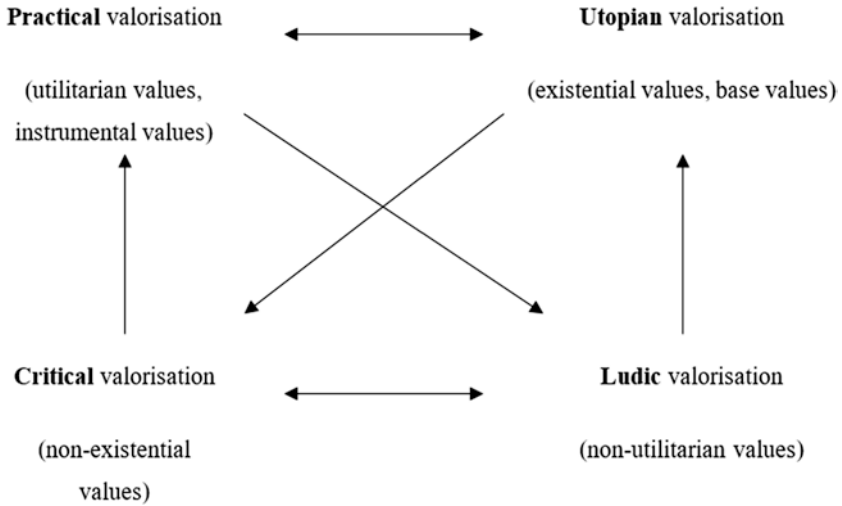 Practical valorisation
Utopian valorisation
(utilitarian values,
instrumental values)
(existential values, base values)
Critical valorisation
Ludic valorisation
(non-existential
values)
(non-utilitarian values)